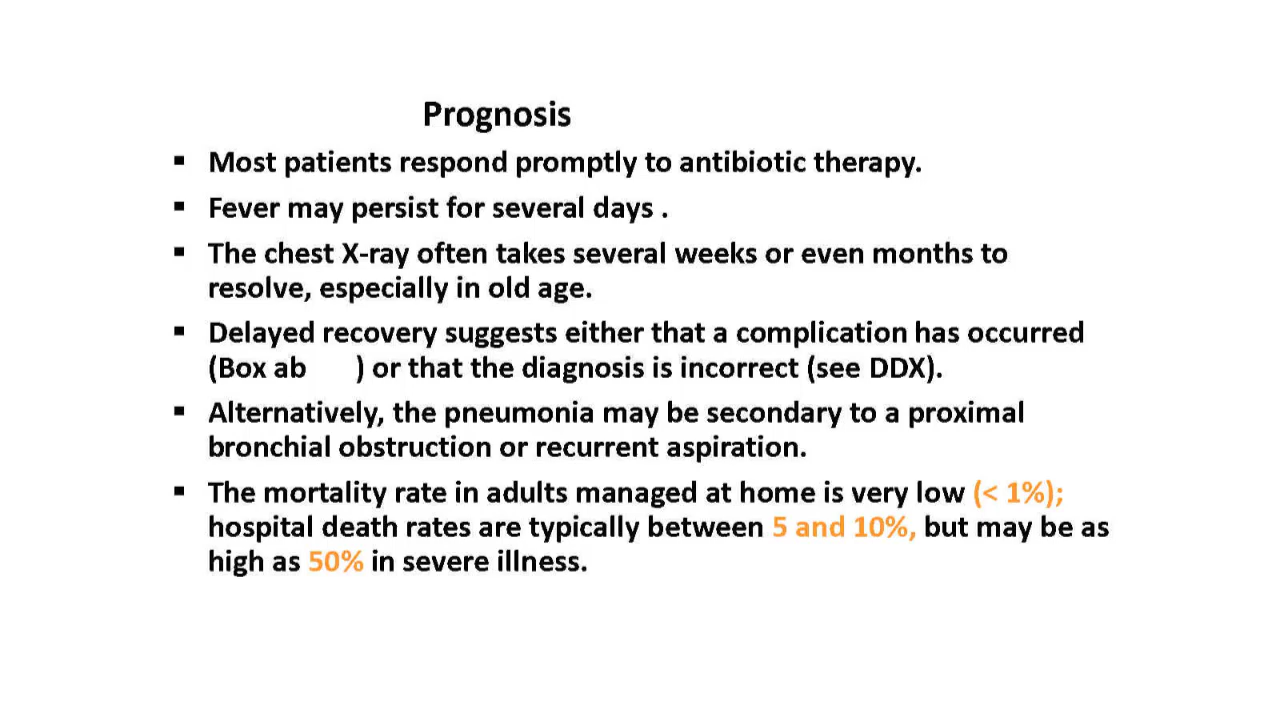 Prognosis
▪ Most patients respond promptly to antibiotic therapy.
▪ Fever may persist for several days .
▪ The chest X-ray often takes several weeks or even months to
resolve, especially in old age.
▪ Delayed recovery suggests either that a complication has occurred
(Box ab ) or that the diagnosis is incorrect (see DDX).
▪ Alternatively, the pneumonia may be secondary to a proximal
bronchial obstruction or recurrent aspiration.
▪ The mortality rate in adults managed at home is very low (< 1%);
hospital death rates are typically between 5 and 10%, but may be as
high as 50% in severe illness.